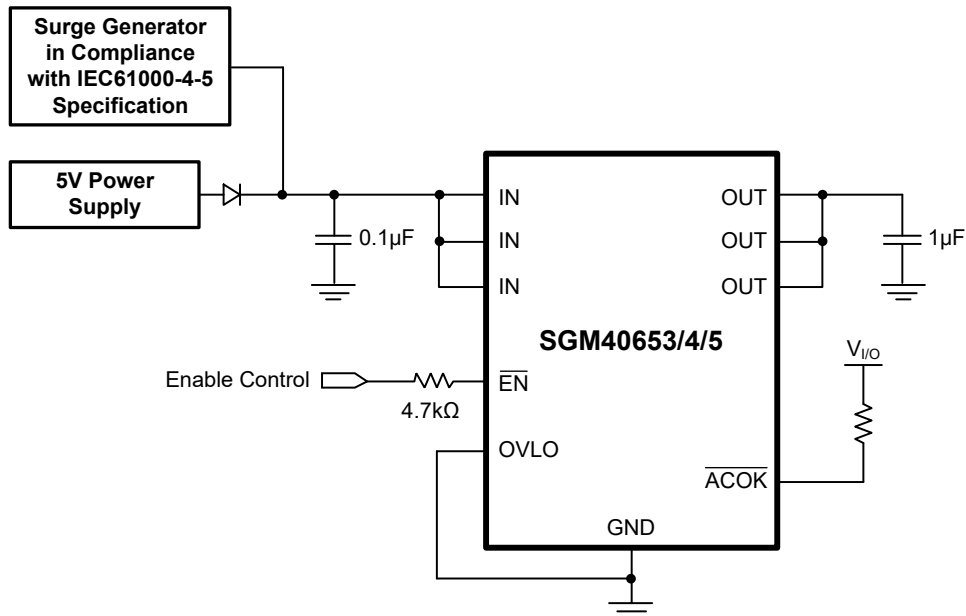 Surge Generator
in Compliance
with IEC61000-4-5
Specification
5V Power
Supply
0.1µF
IN
IN
IN
OUT
OUT
OUT
1µF
SGM40653/4/5
Enable Control
4.7kΩ
EN
OVLO
V_I/O
ACOK
GND